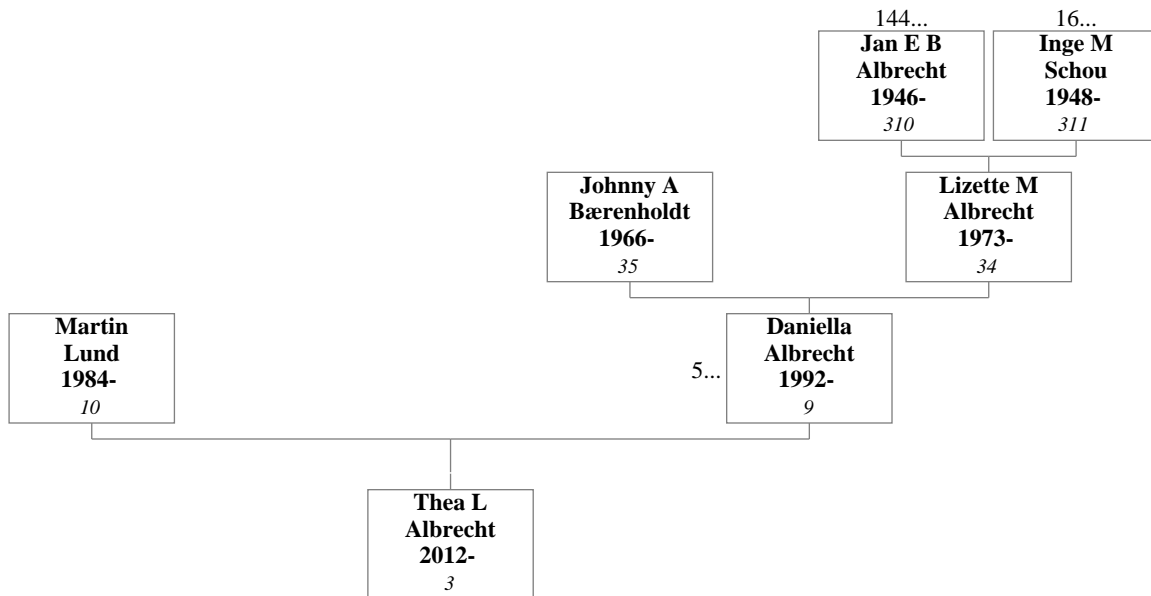 144...
16...
Jan E B
Albrecht
1946-
310
Inge M
Schou
1948-
311
Johnny A
Bærenholdt
1966-
35
Lizette M
Albrecht
1973-
34
Martin
Lund
1984-
10
5...
Daniella
Albrecht
1992-
9
Thea L
Albrecht
2012-
3